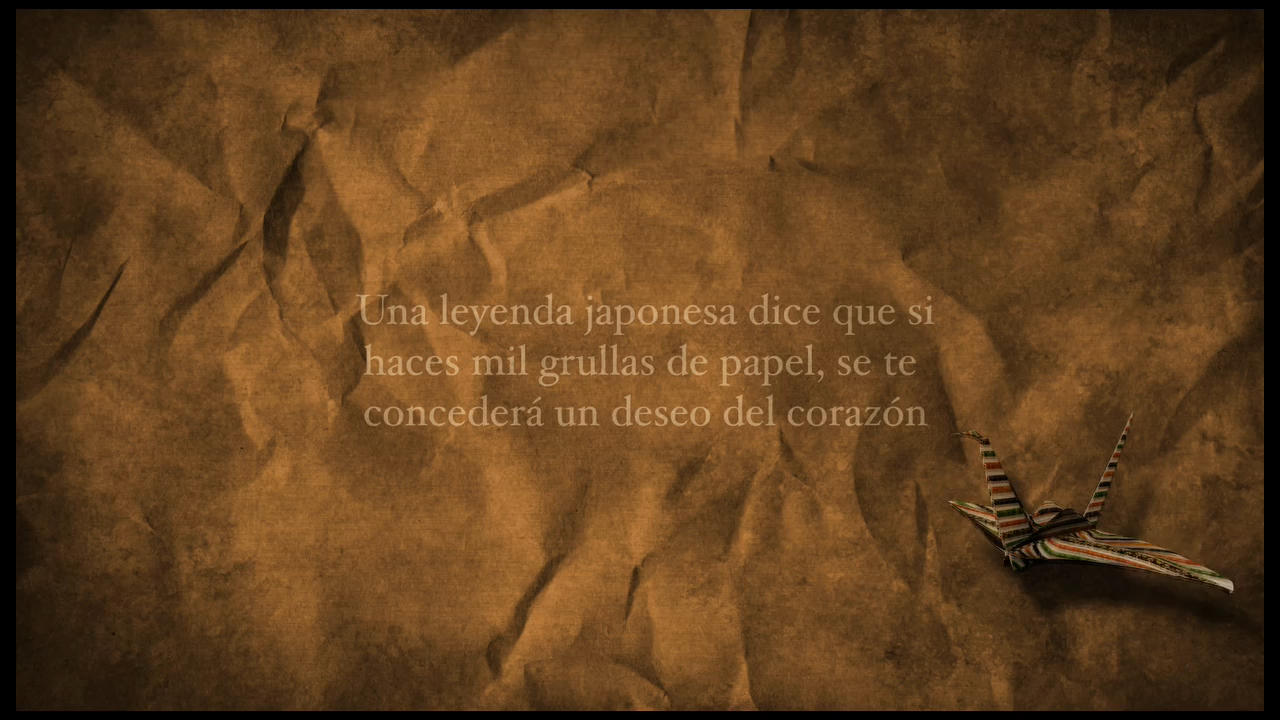 Una leyenda japonesa dice que si
haces mil grullas de papel, se te
concederá un deseo del corazón